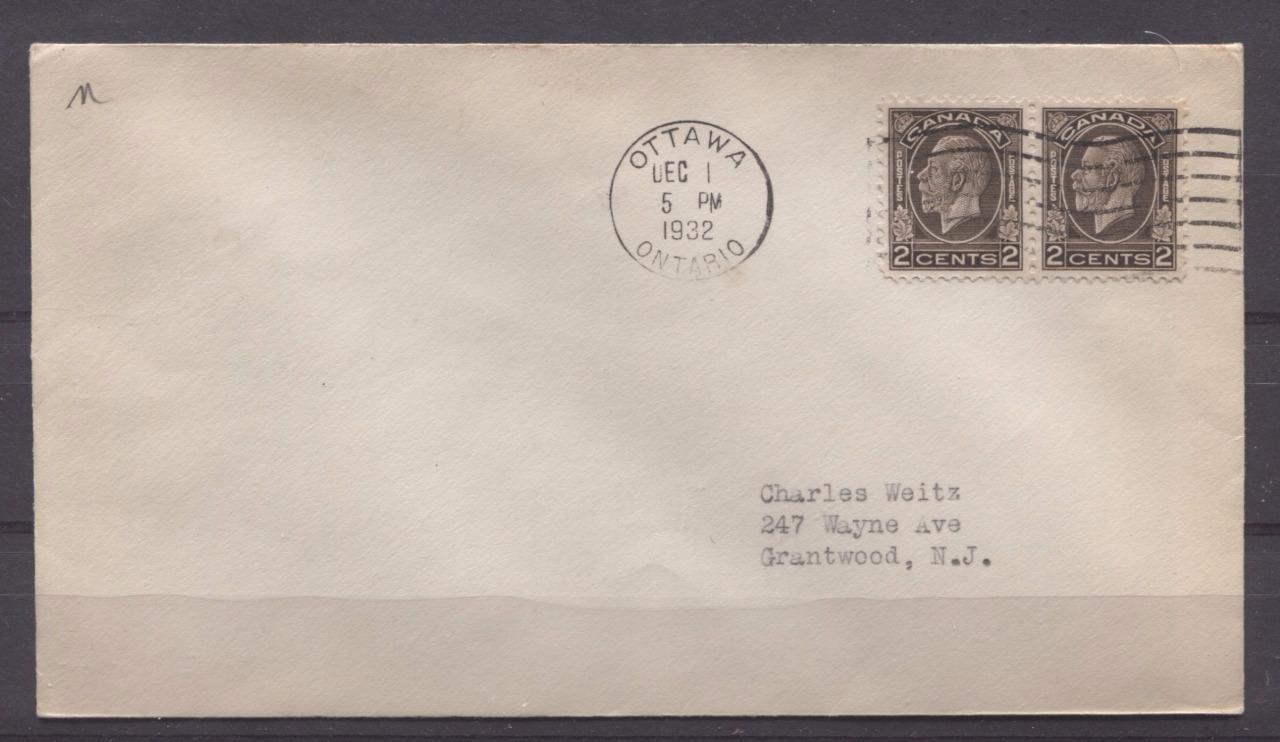 n
OTTAWA
DEC 1
5 PM
1932
ONTARIO
CANADA
POSTES POSTAGE
2 CENTS 2
CANADA
POSTES POSTAGE
2 CENTS 2
Charles Weitz
247 Wayne Ave
Grantwood, N.J.